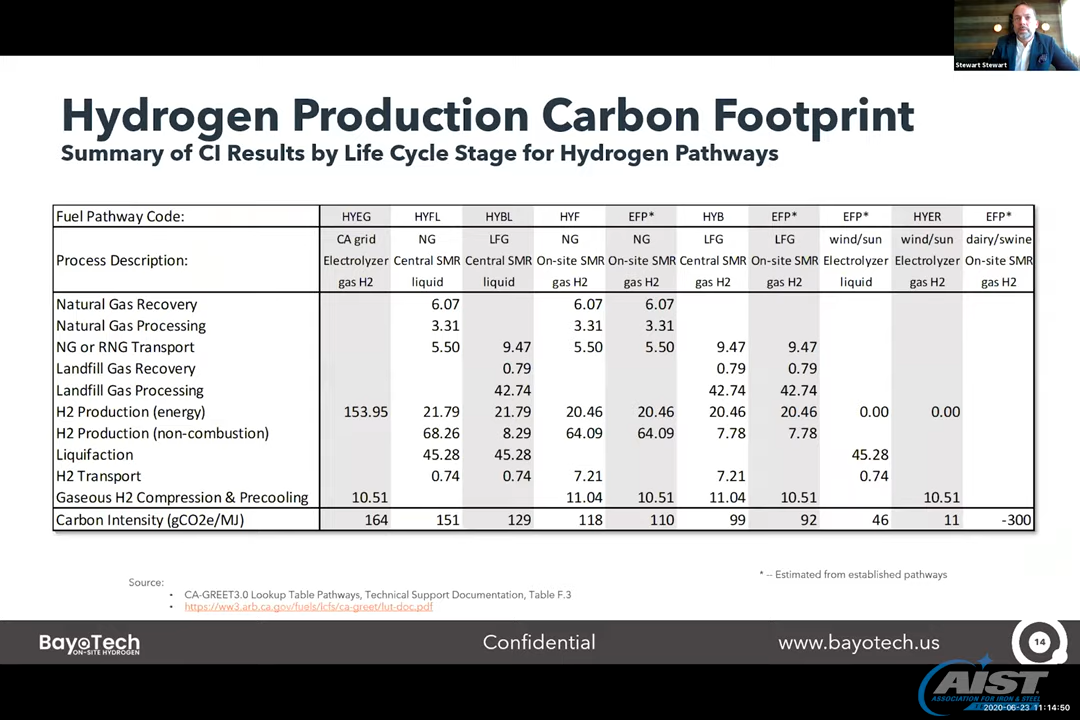 Stewart Stewart
Hydrogen Production Carbon Footprint
Summary of CI Results by Life Cycle Stage for Hydrogen Pathways
Fuel Pathway Code: HYEG HYFL HYBL HYF EFP* HYB EFP* EFP* HYER EFP*
CA grid NG LFG NG NG LFG LFG wind/sun wind/sun dairy/swine
Process Description: Electrolyzer Central SMR Central SMR On-site SMR On-site SMR Central SMR On-site SMR Electrolyzer Electrolyzer On-site SMR
gas H2 liquid liquid gas H2 gas H2 gas H2 gas H2 liquid gas H2 gas H2
Natural Gas Recovery 6.07 6.07 6.07
Natural Gas Processing 3.31 3.31 3.31
NG or RNG Transport 5.50 9.47 5.50 5.50 9.47 9.47
Landfill Gas Recovery 0.79 0.79 0.79
Landfill Gas Processing 42.74 42.74 42.74
H2 Production (energy) 153.95 21.79 21.79 20.46 20.46 20.46 20.46 0.00 0.00
H2 Production (non-combustion) 68.26 8.29 64.09 64.09 7.78 7.78
Liquifaction 45.28 45.28 45.28
H2 Transport 0.74 0.74 7.21 7.21 0.74
Gaseous H2 Compression & Precooling 10.51 11.04 10.51 11.04 10.51 10.51
Carbon Intensity (gCO2e/MJ) 164 151 129 118 110 99 92 46 11 -300
* -- Estimated from established pathways
Source:
• CA-GREET3.0 Lookup Table Pathways, Technical Support Documentation, Table F.3
• https://ww3.arb.ca.gov/fuels/lcfs/ca-greet/lut-doc.pdf
BayoTech
ON-SITE HYDROGEN
Confidential
www.bayotech.us
14
AIST
ASSOCIATION FOR IRON & STEEL
2020-06-23 11:14:50